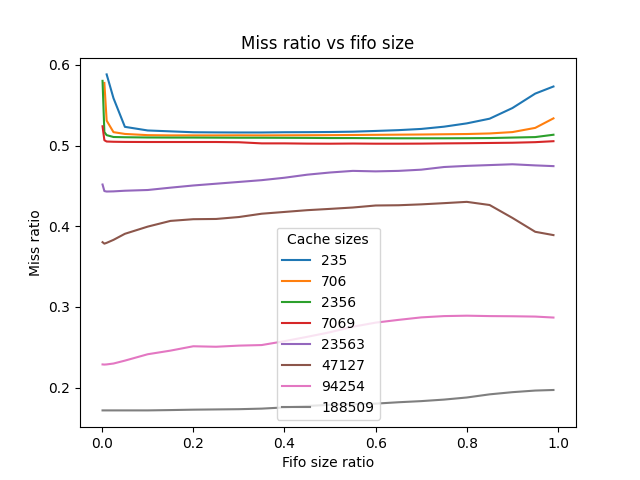 Miss ratio vs fifo size
0.6
0.5
0.4
0.3
0.2
Miss ratio
Cache sizes
235
706
2356
7069
23563
47127
94254
188509
0.0 0.2 0.4 0.6 0.8 1.0
Fifo size ratio